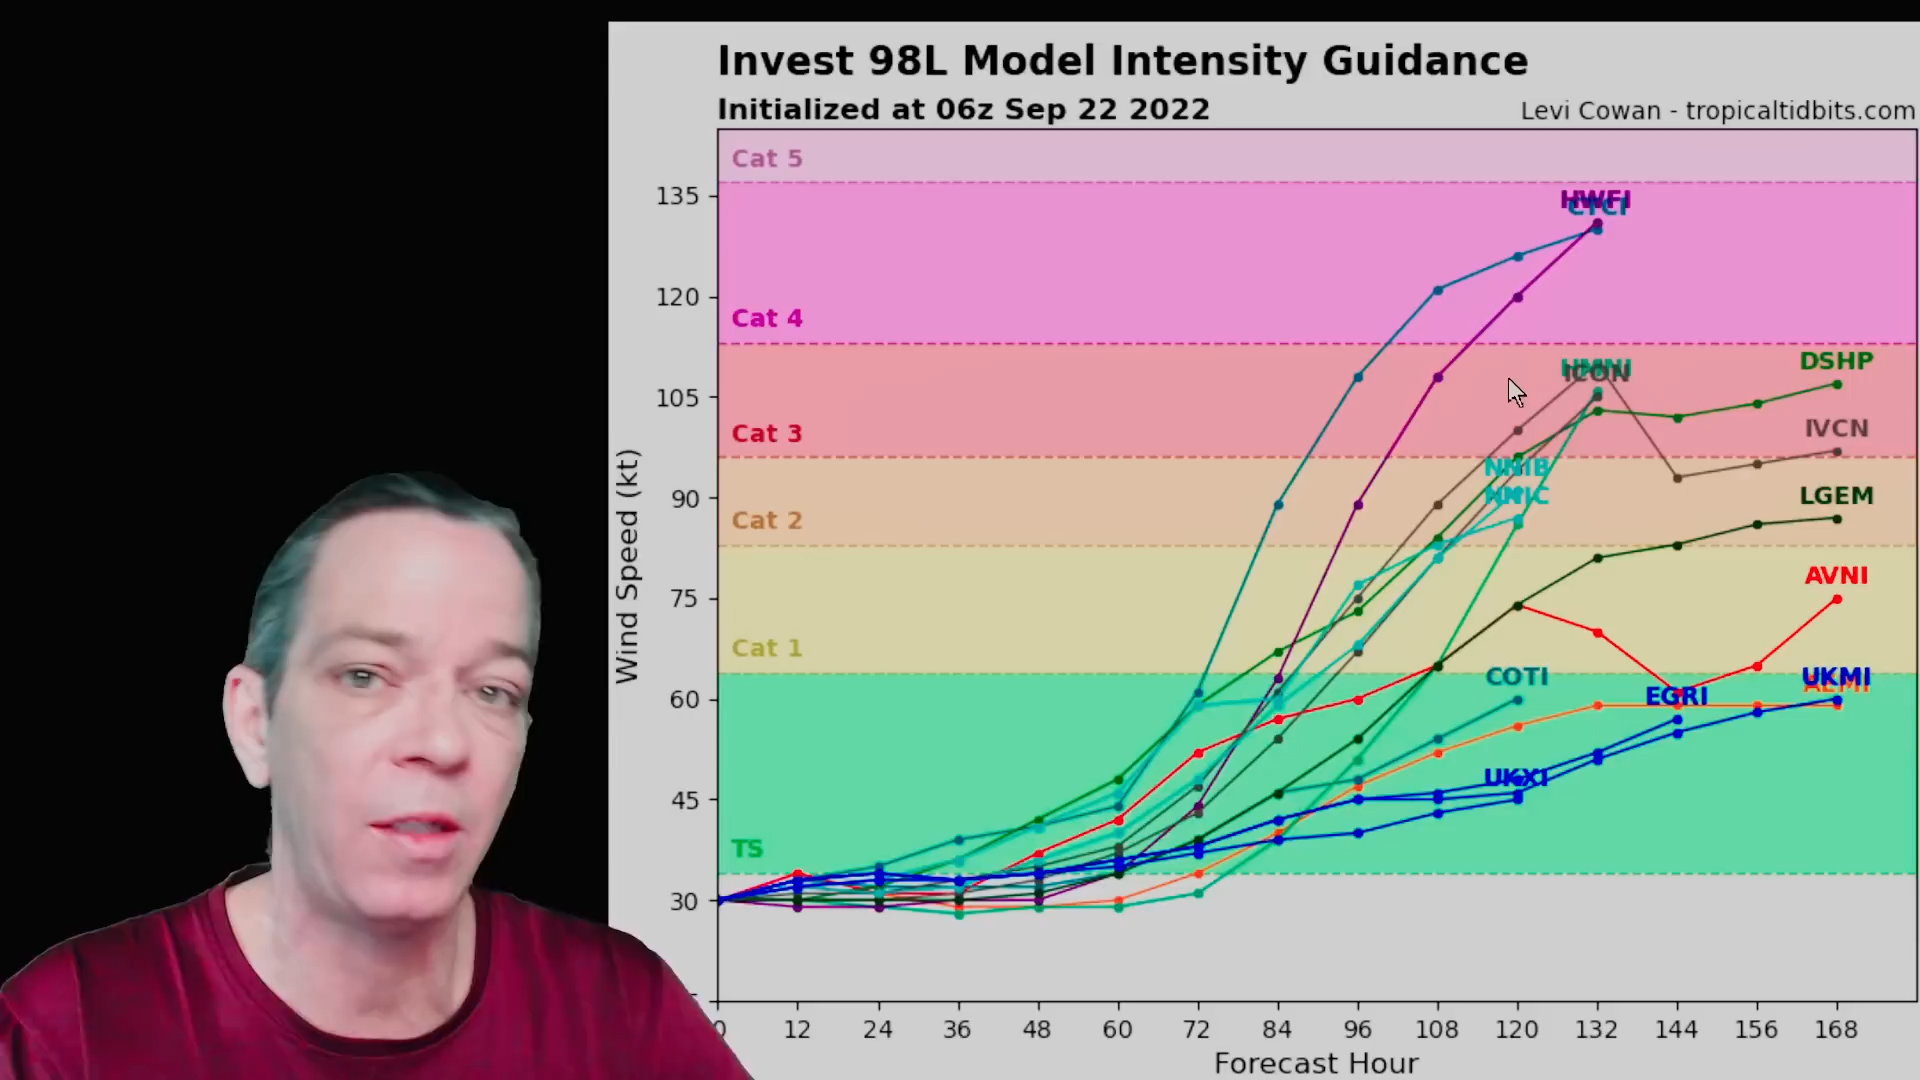 Invest 98L Model Intensity Guidance
Initialized at 06z Sep 22 2022
Levi Cowan - tropicaltidbits.com
Cat 5
135
HWFI
CTCI
120
Cat 4
HMNI
ICON
DSHP
105
Cat 3
IVCN
NNIB
NNIC
LGEM
90
Cat 2
AVNI
75
Cat 1
COTI
UKMI
AEMI
EGRI
60
UKXI
45
TS
30
Wind Speed (kt)
0 12 24 36 48 60 72 84 96 108 120 132 144 156 168
Forecast Hour